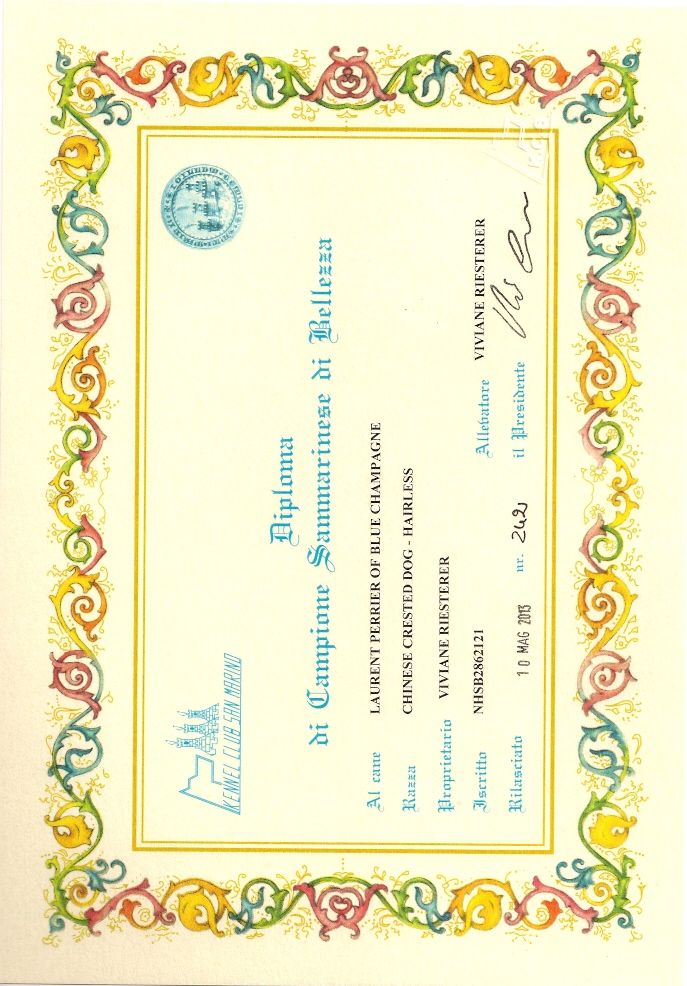 KENNEL CLUB SAN MARINO
Diploma
di Campione Sammarinese di Bellezza
Al cane LAURENT PERRIER OF BLUE CHAMPAGNE
Razza CHINESE CRESTED DOG - HAIRLESS
Proprietario VIVIANE RIESTERER
Iscritto NHSB2862121 Allevatore VIVIANE RIESTERER
Rilasciato 10 MAG 2013 nr. 242 il Presidente